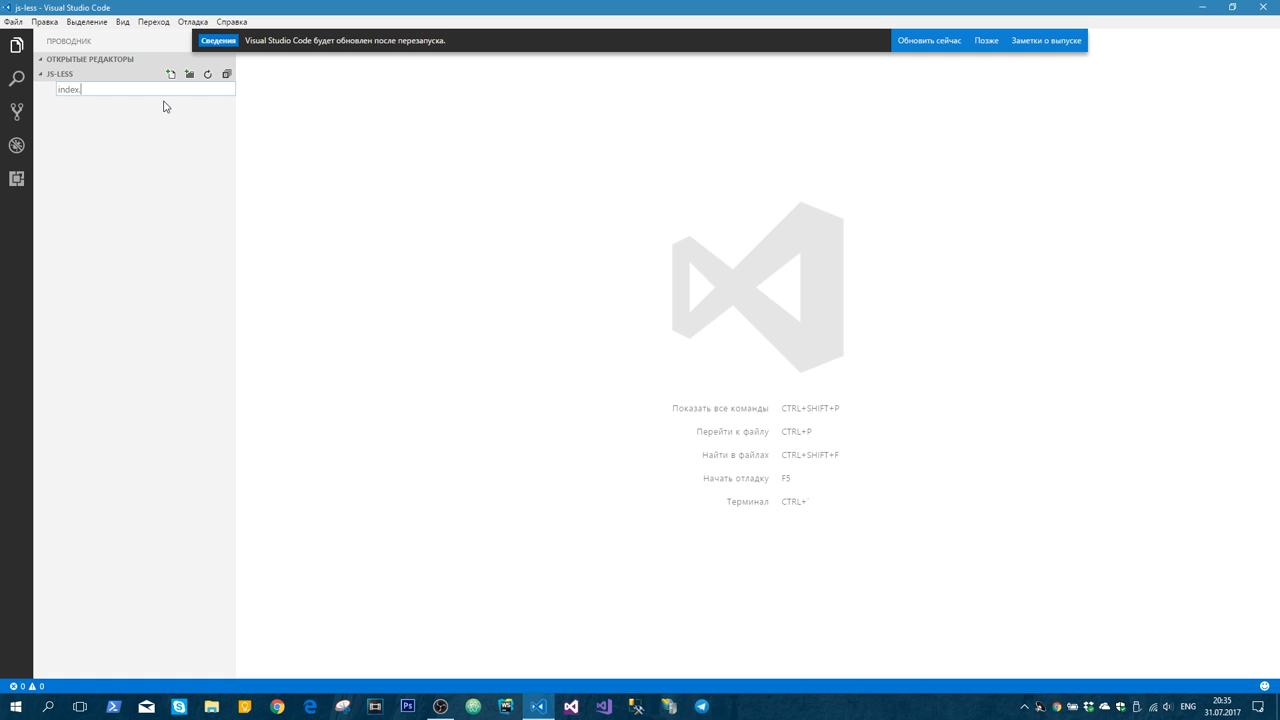 js-less - Visual Studio Code
Файл Правка Выделение Вид Переход Отладка Справка
ПРОВОДНИК
Сведения Visual Studio Code будет обновлен после перезапуска. Обновить сейчас Позже Заметки о выпуске
ОТКРЫТЫЕ РЕДАКТОРЫ
JS-LESS
index.
Показать все команды CTRL+SHIFT+P
Перейти к файлу CTRL+P
Найти в файлах CTRL+SHIFT+F
Начать отладку F5
Терминал CTRL+`
0 0
Ps WS ENG 20:35
31.07.2017